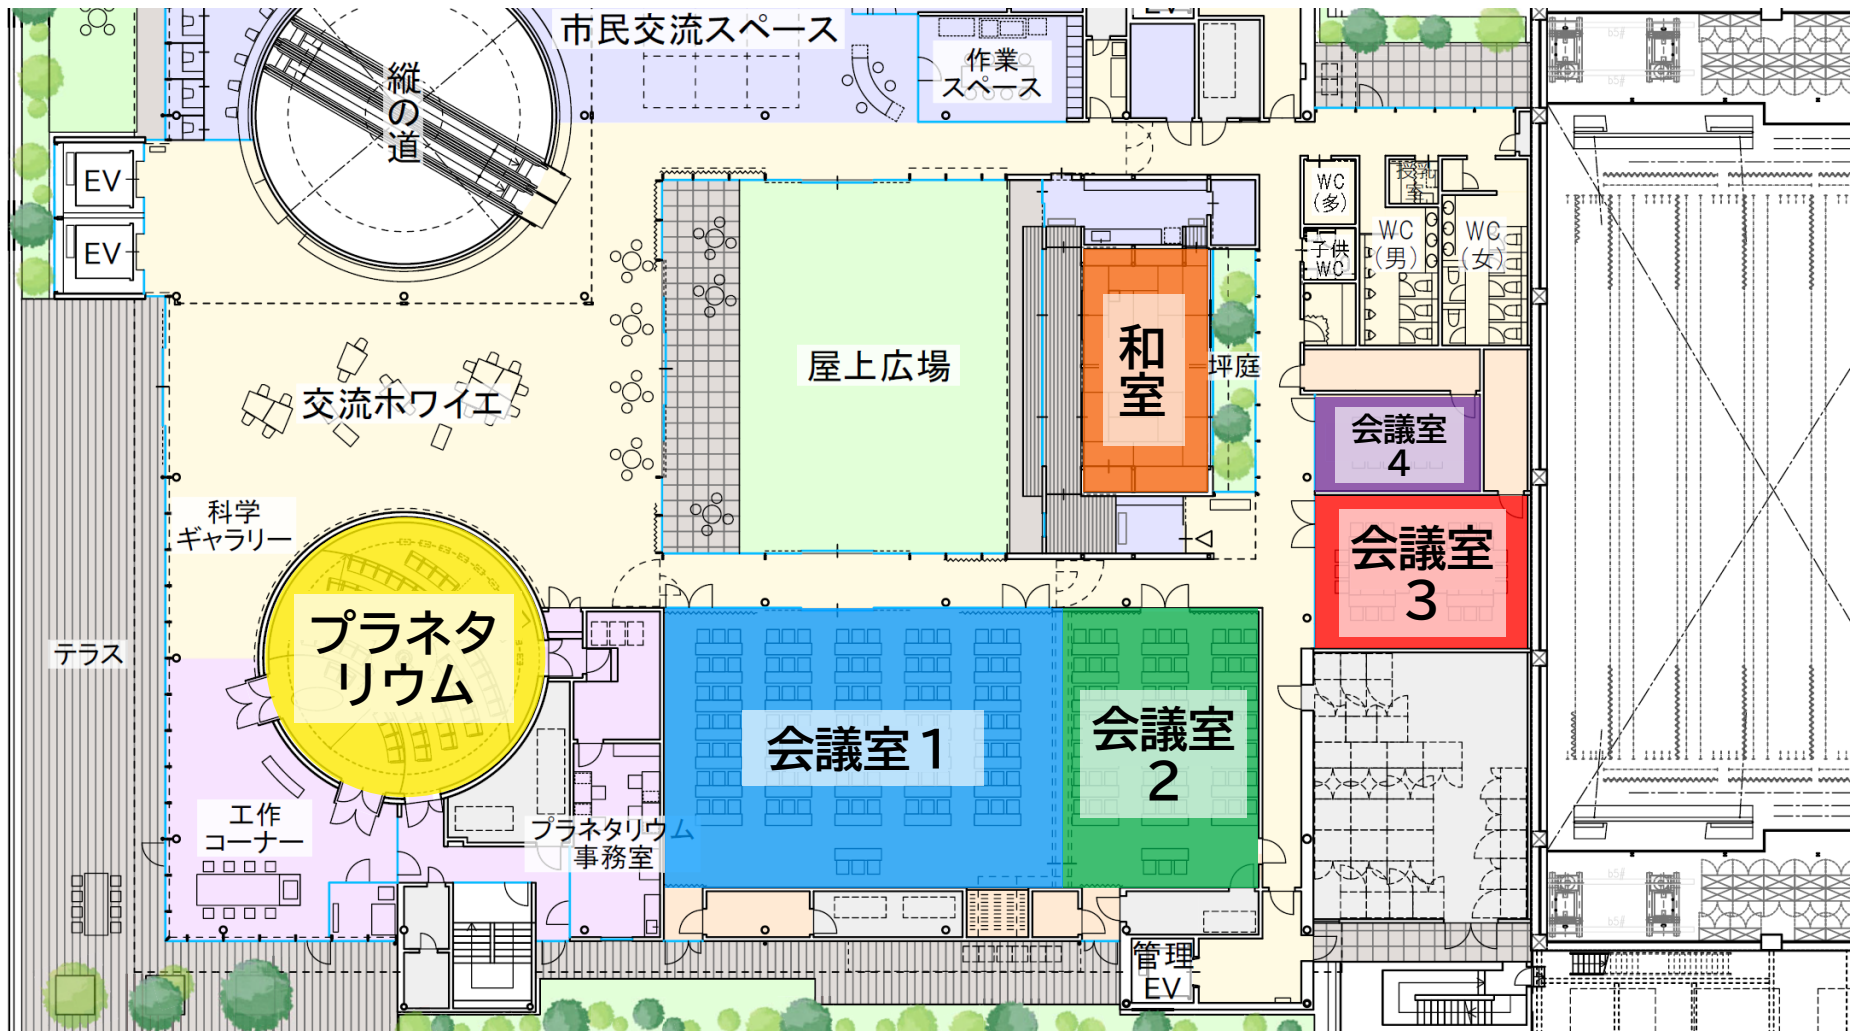 市民交流スペース
EV
作業
スペース
縦の道
EV
EV
WC
(多)
授乳
室
子供
WC
WC
(男)
WC
(女)
屋上広場
和室
坪庭
交流ホワイエ
会議室
4
科学
ギャラリー
会議室
3
プラネタ
リウム
テラス
会議室1
会議室
2
工作
コーナー
プラネタリウム
事務室
管理
EV